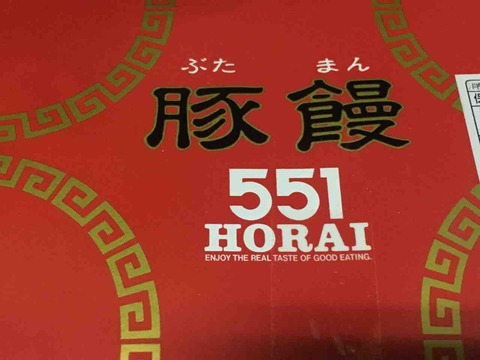 ぶた まん
豚饅
551
HORAI
ENJOY THE REAL TASTE OF GOOD EATING.